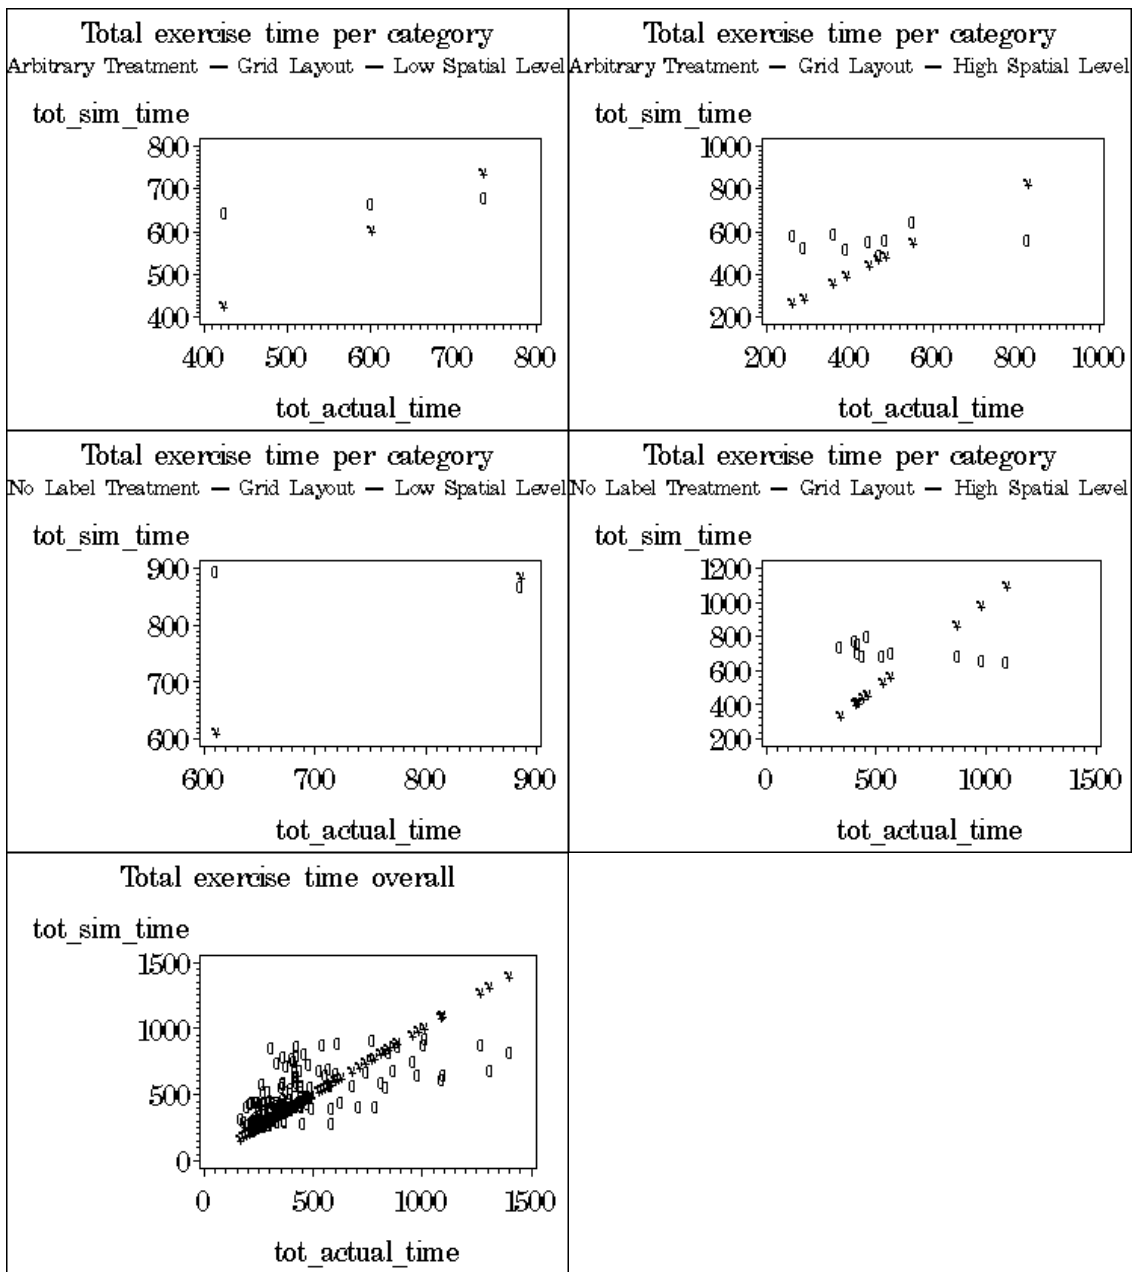 Total exercise time per category
Arbitrary Treatment — Grid Layout — Low Spatial Level
tot_sim_time
800
700
600
500
400
400 500 600 700 800
tot_actual_time
Total exercise time per category
Arbitrary Treatment — Grid Layout — High Spatial Level
tot_sim_time
1000
800
600
400
200
200 400 600 800 1000
tot_actual_time
Total exercise time per category
No Label Treatment — Grid Layout — Low Spatial Level
tot_sim_time
900
800
700
600
600 700 800 900
tot_actual_time
Total exercise time per category
No Label Treatment — Grid Layout — High Spatial Level
tot_sim_time
1200
1000
800
600
400
200
0 500 1000 1500
tot_actual_time
Total exercise time overall
tot_sim_time
1500
1000
500
0
0 500 1000 1500
tot_actual_time